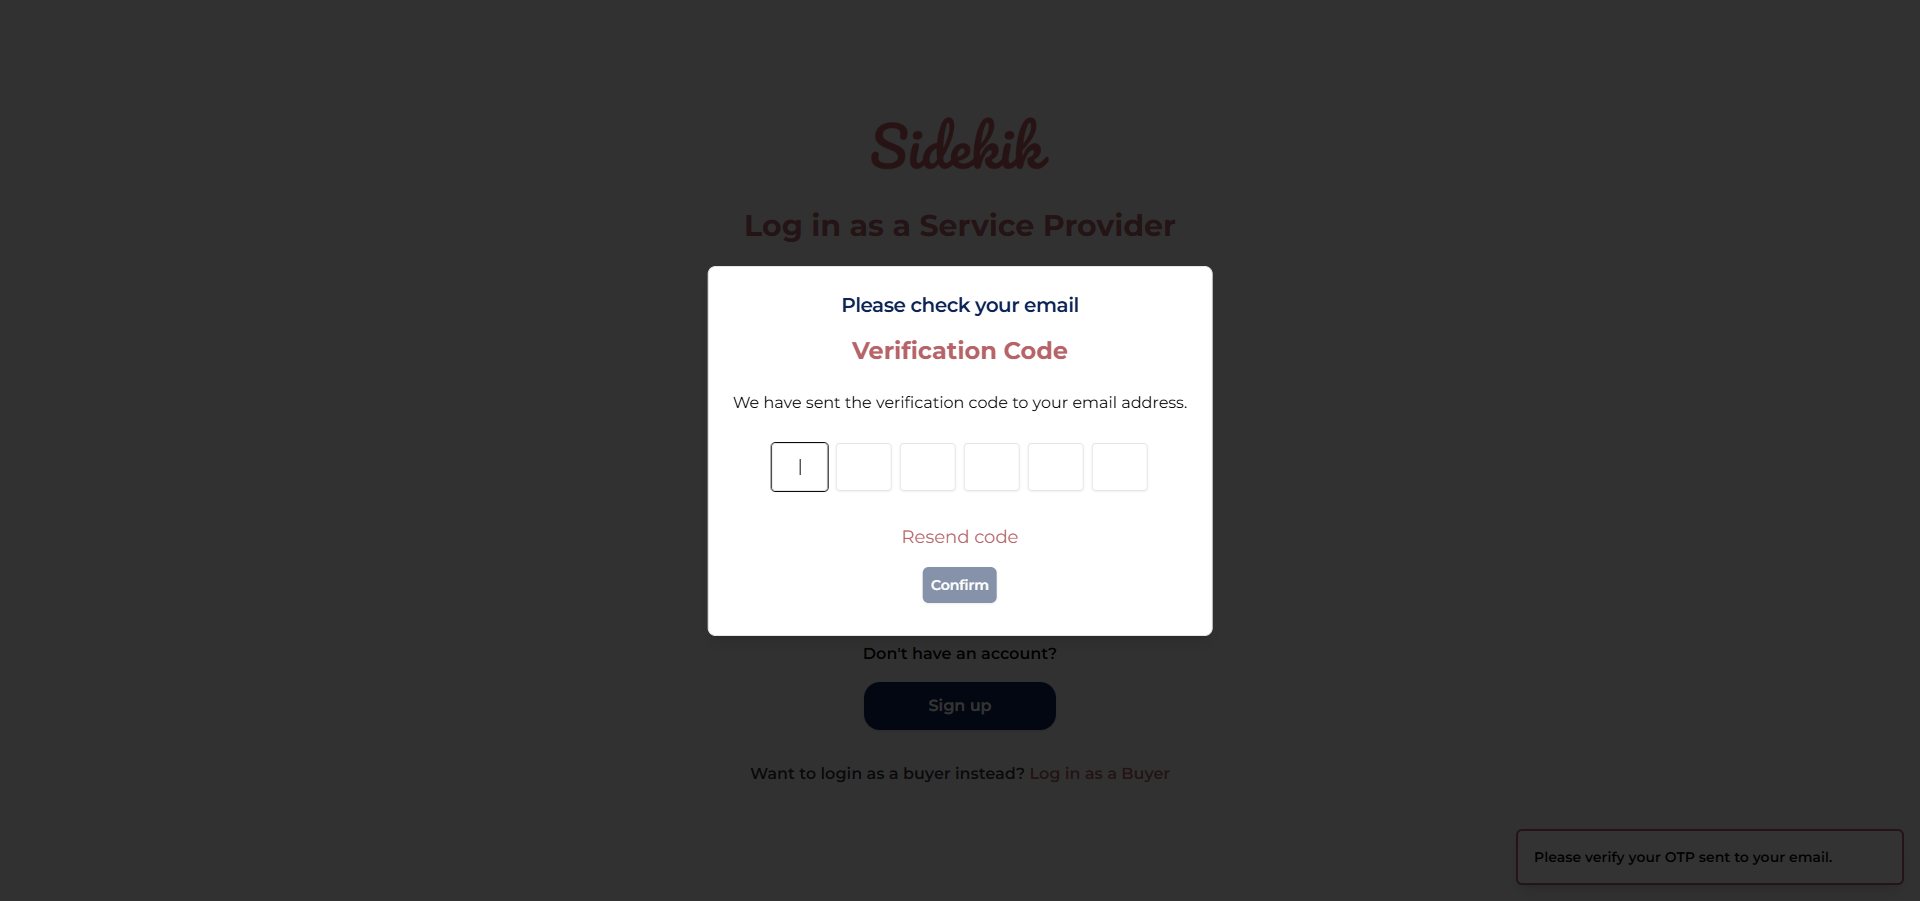 Sidekik
Log in as a Service Provider
Please check your email
Verification Code
We have sent the verification code to your email address.
Resend code
Confirm
Don't have an account?
Sign up
Want to login as a buyer instead? Log in as a Buyer
Please verify your OTP sent to your email.